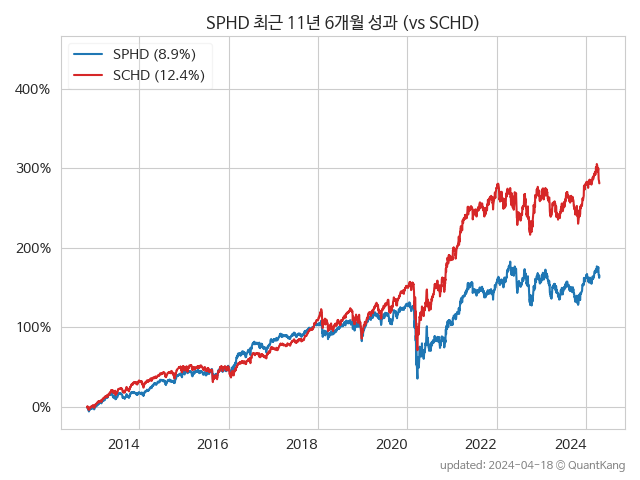 SPHD 최근 11년 6개월 성과 (vs SCHD)
SPHD (8.9%)
SCHD (12.4%)
400%
300%
200%
100%
0%
2014 2016 2018 2020 2022 2024
updated: 2024-04-18 © QuantKang